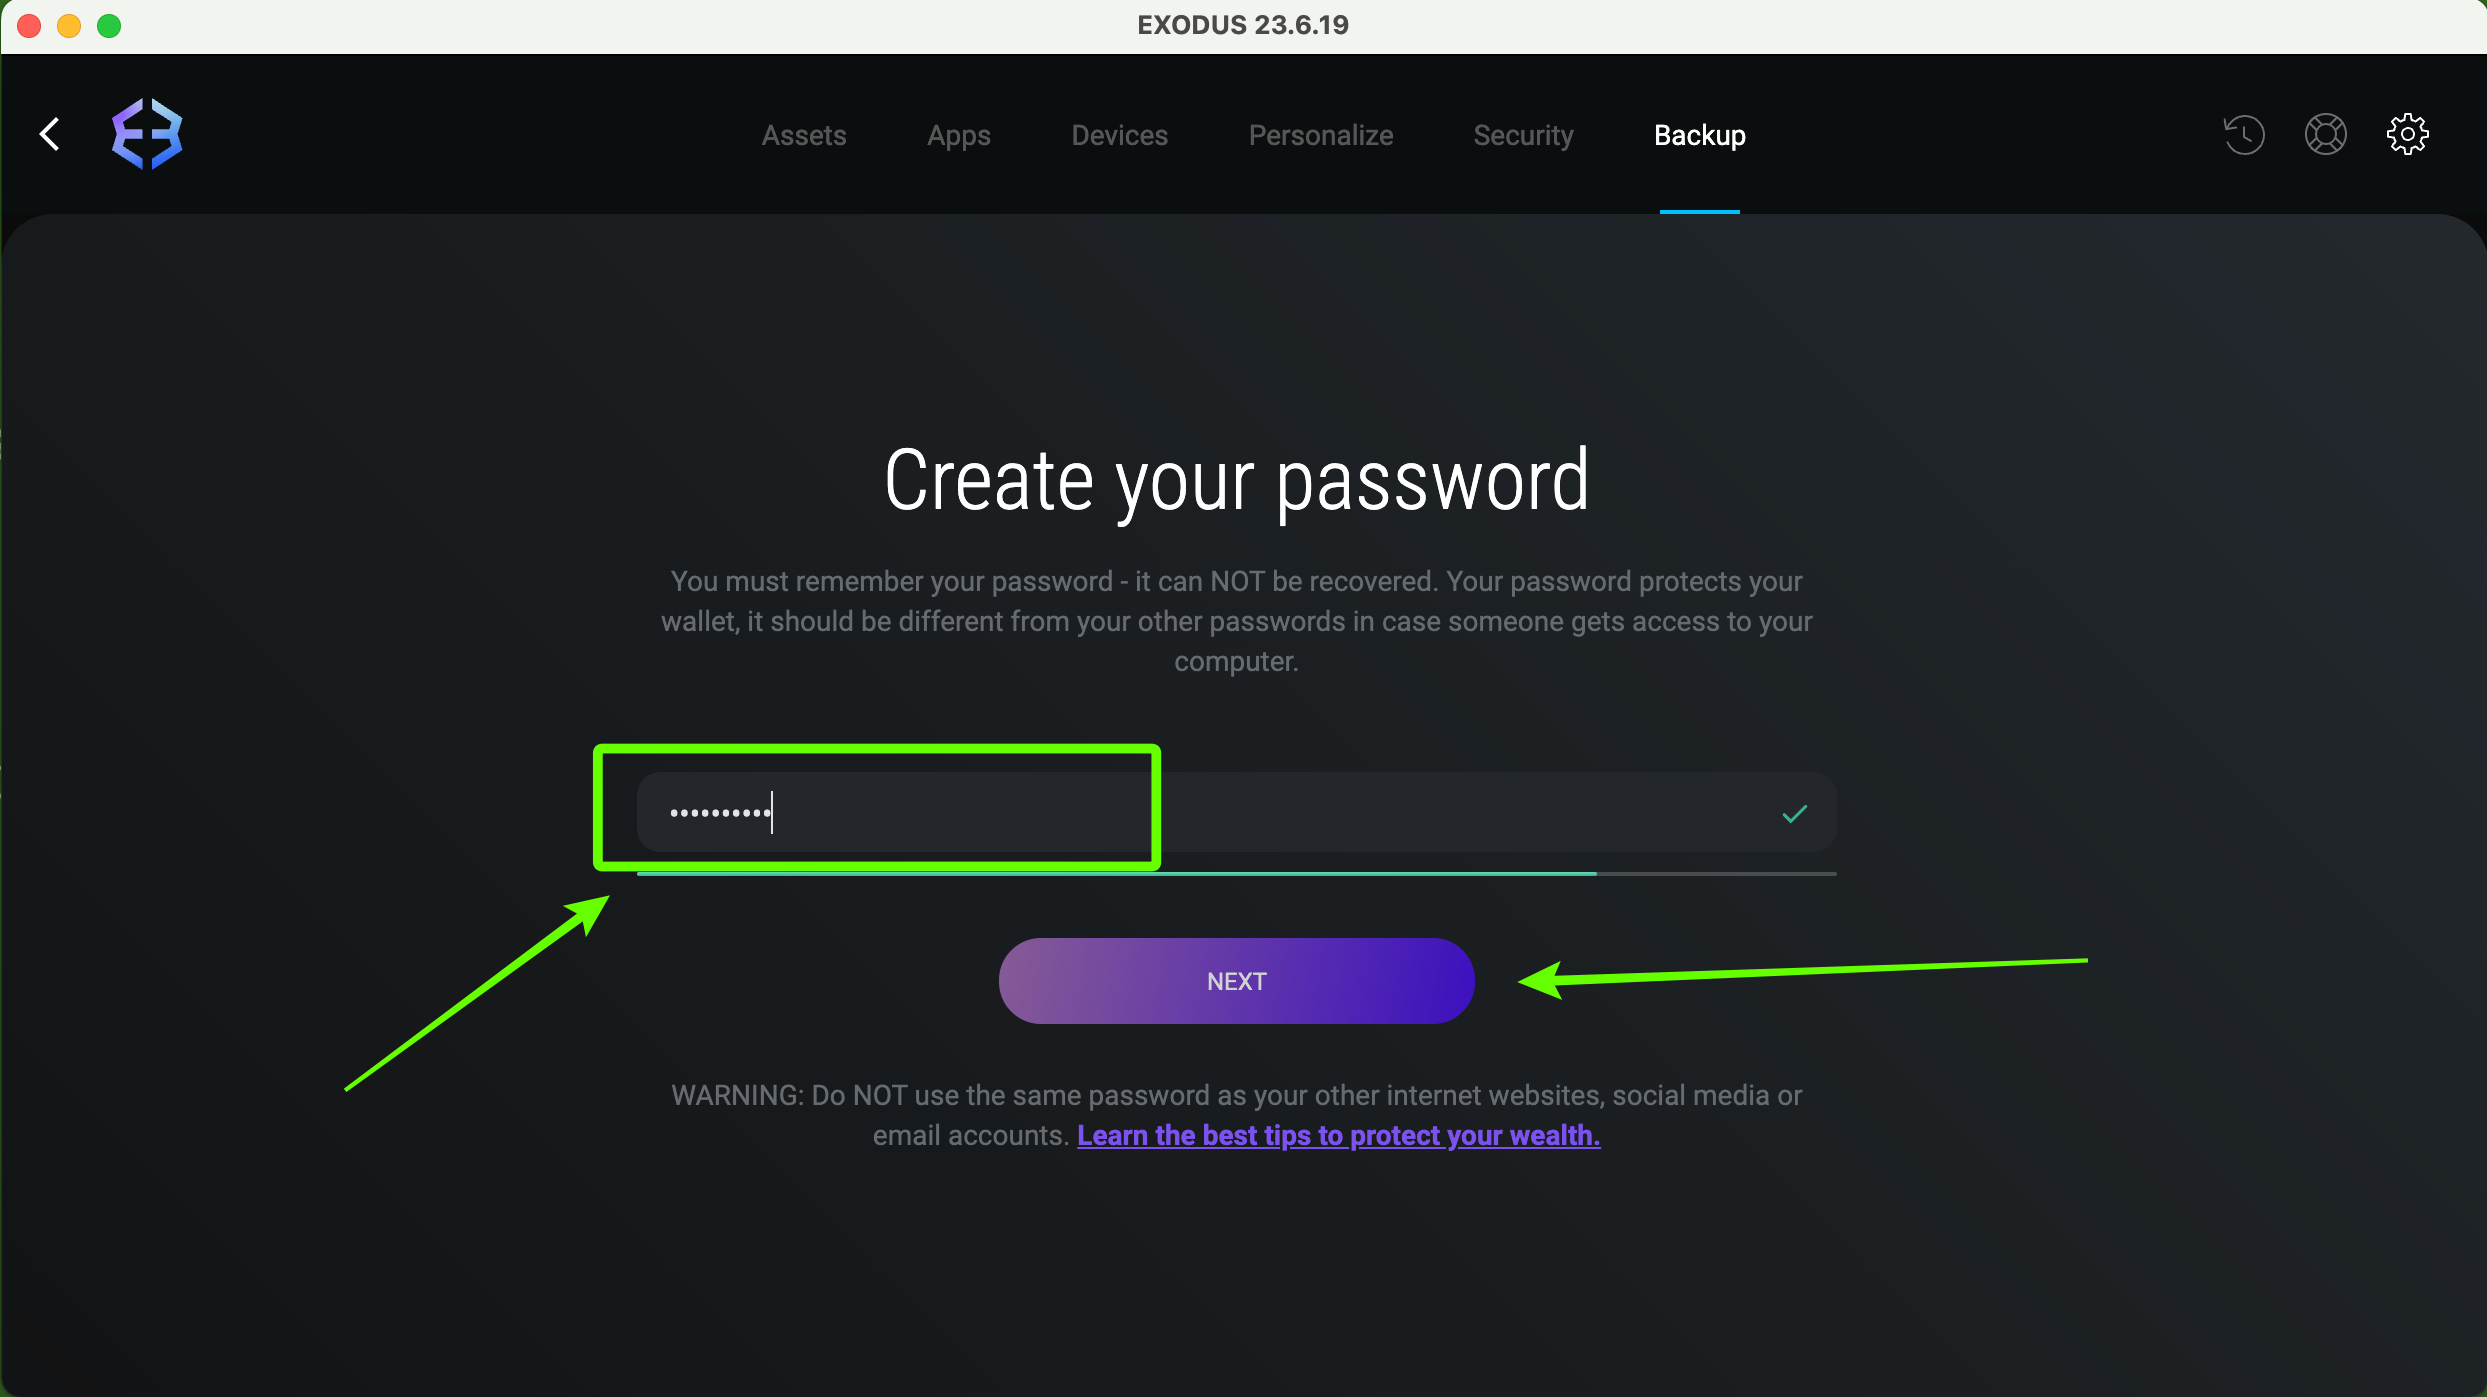 EXODUS 23.6.19
Assets Apps Devices Personalize Security Backup
Create your password
You must remember your password - it can NOT be recovered. Your password protects your
wallet, it should be different from your other passwords in case someone gets access to your
computer.
••••••••••
NEXT
WARNING: Do NOT use the same password as your other internet websites, social media or
email accounts. Learn the best tips to protect your wealth.